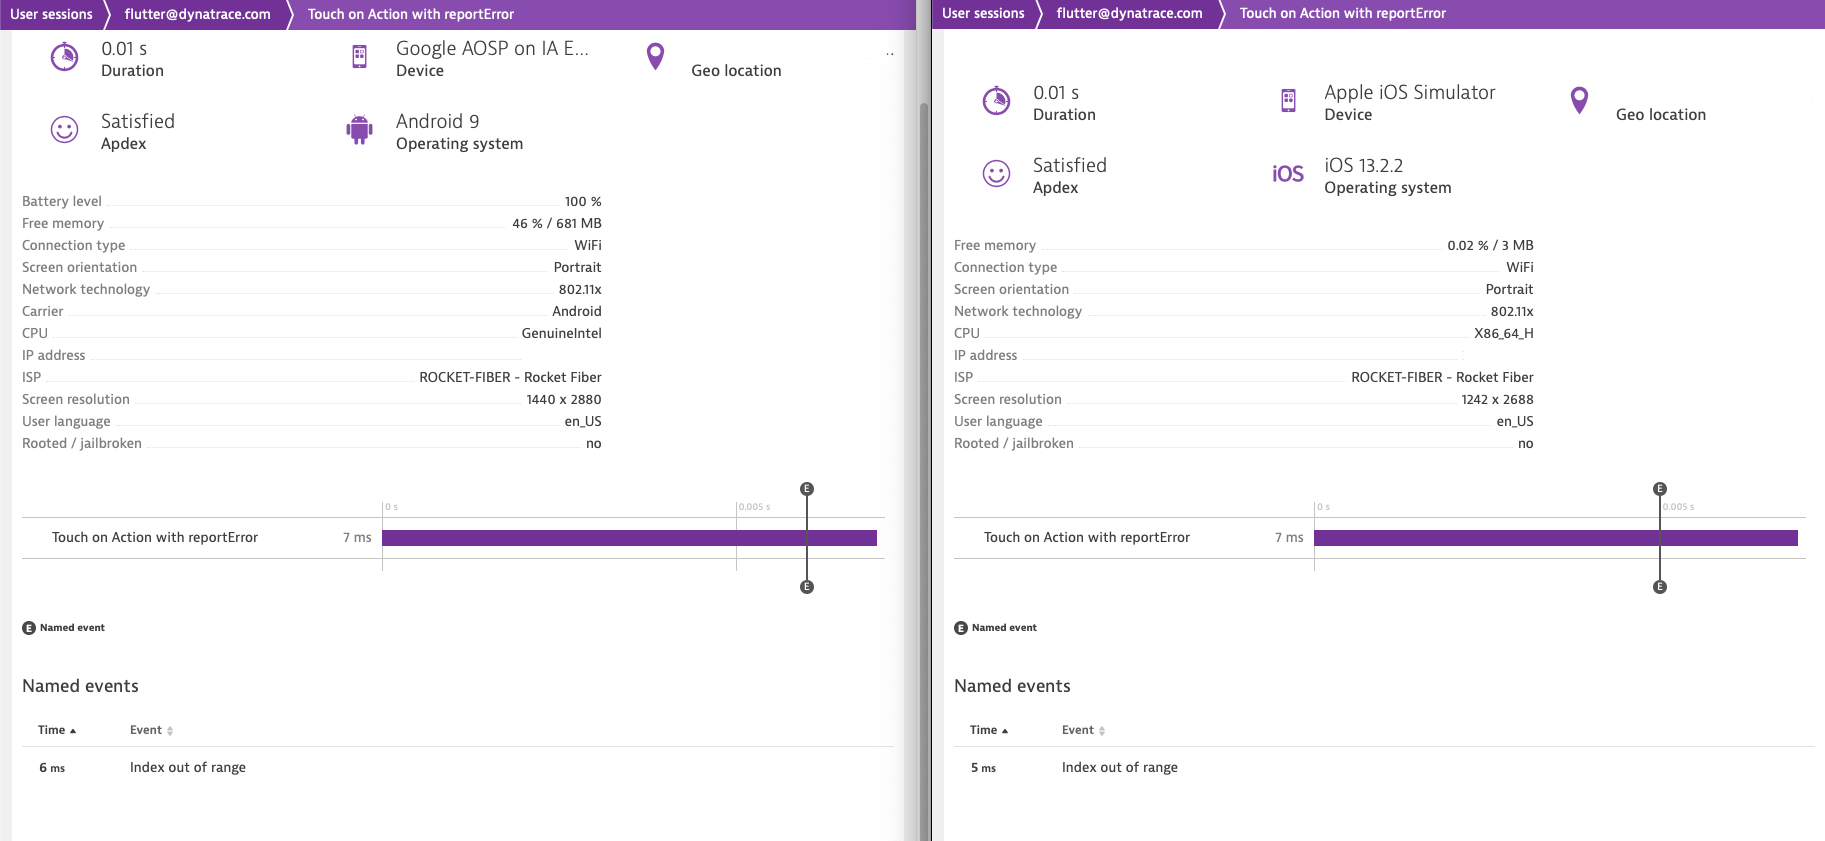 User sessions
flutter@dynatrace.com
Touch on Action with reportError
0.01 s
Duration
Google AOSP on IA E...
Device
Geo location
..
Satisfied
Apdex
Android 9
Operating system
Battery level 100 %
Free memory 46 % / 681 MB
Connection type WiFi
Screen orientation Portrait
Network technology 802.11x
Carrier Android
CPU GenuineIntel
IP address
ISP ROCKET-FIBER - Rocket Fiber
Screen resolution 1440 x 2880
User language en_US
Rooted / jailbroken no
E
0 s
0.005 s
Touch on Action with reportError 7 ms
E
E Named event
Named events
Time Event
6 ms Index out of range
User sessions
flutter@dynatrace.com
Touch on Action with reportError
0.01 s
Duration
Apple iOS Simulator
Device
Geo location
Satisfied
Apdex
iOS
iOS 13.2.2
Operating system
Free memory 0.02 % / 3 MB
Connection type WiFi
Screen orientation Portrait
Network technology 802.11x
CPU X86_64_H
IP address
ISP ROCKET-FIBER - Rocket Fiber
Screen resolution 1242 x 2688
User language en_US
Rooted / jailbroken no
E
0 s
0.005 s
Touch on Action with reportError 7 ms
E
E Named event
Named events
Time Event
5 ms Index out of range